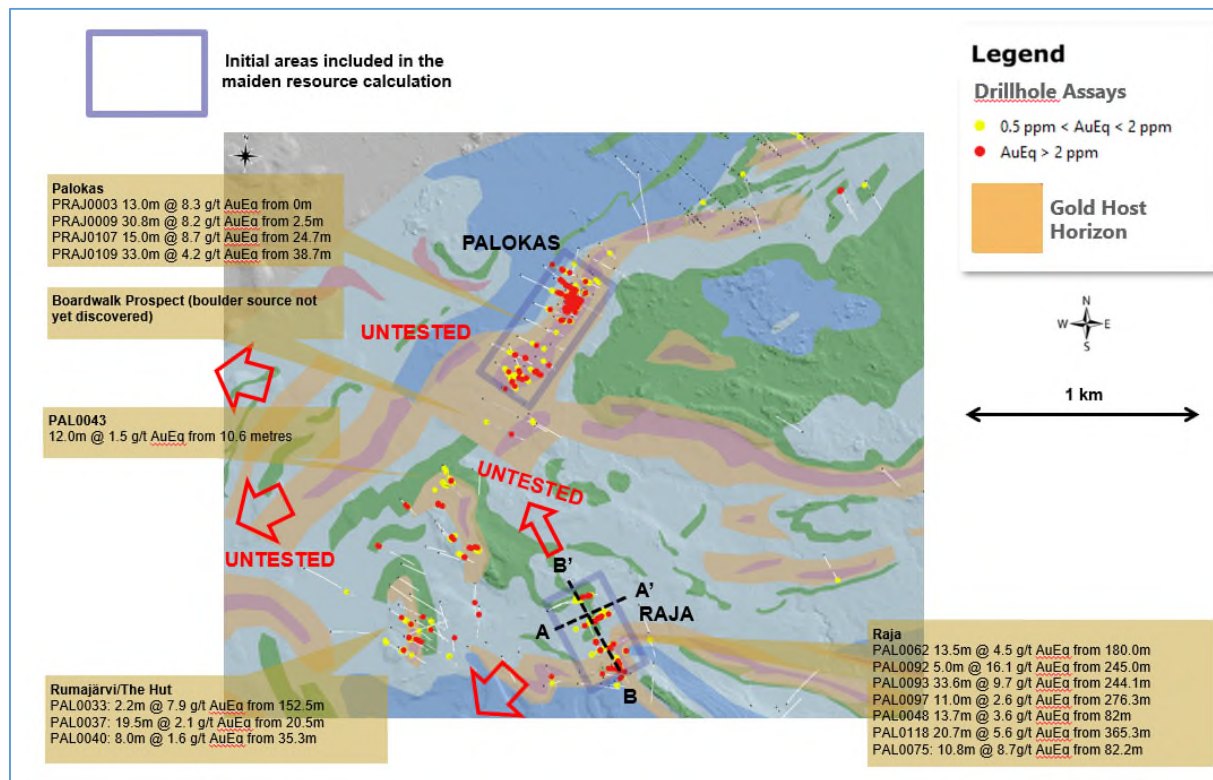 Initial areas included in the
maiden resource calculation
Legend
Drillhole Assays
0.5 ppm < AuEq < 2 ppm
AuEq > 2 ppm
Gold Host
Horizon
N
W E
S
1 km
Palokas
PRAJ0003 13.0m @ 8.3 g/t AuEq from 0m
PRAJ0009 30.8m @ 8.2 g/t AuEq from 2.5m
PRAJ0107 15.0m @ 8.7 g/t AuEq from 24.7m
PRAJ0109 33.0m @ 4.2 g/t AuEq from 38.7m
PALOKAS
Boardwalk Prospect (boulder source not
yet discovered)
UNTESTED
PAL0043
12.0m @ 1.5 g/t AuEq from 10.6 metres
UNTESTED
UNTESTED
B'
A'
A
RAJA
B
Rumajärvi/The Hut
PAL0033: 2.2m @ 7.9 g/t AuEq from 152.5m
PAL0037: 19.5m @ 2.1 g/t AuEq from 20.5m
PAL0040: 8.0m @ 1.6 g/t AuEq from 35.3m
Raja
PAL0062 13.5m @ 4.5 g/t AuEq from 180.0m
PAL0092 5.0m @ 16.1 g/t AuEq from 245.0m
PAL0093 33.6m @ 9.7 g/t AuEq from 244.1m
PAL0097 11.0m @ 2.6 g/t AuEq from 276.3m
PAL0048 13.7m @ 3.6 g/t AuEq from 82m
PAL0118 20.7m @ 5.6 g/t AuEq from 365.3m
PAL0075: 10.8m @ 8.7g/t AuEq from 82.2m